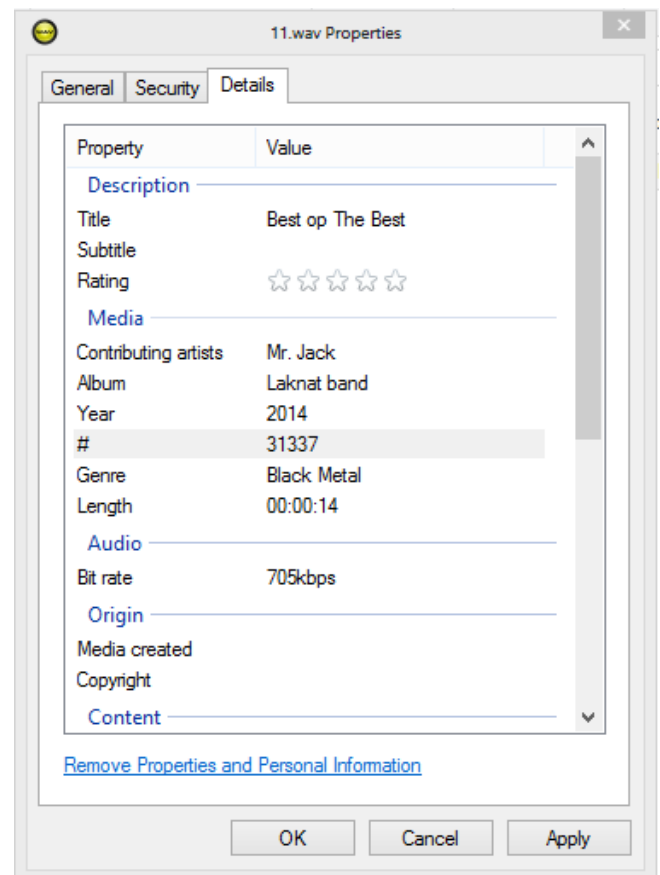 WAV
11.wav Properties
General Security Details
Property Value
Description
Title Best op The Best
Subtitle
Rating
Media
Contributing artists Mr. Jack
Album Laknat band
Year 2014
# 31337
Genre Black Metal
Length 00:00:14
Audio
Bit rate 705kbps
Origin
Media created
Copyright
Content
Remove Properties and Personal Information
OK Cancel Apply